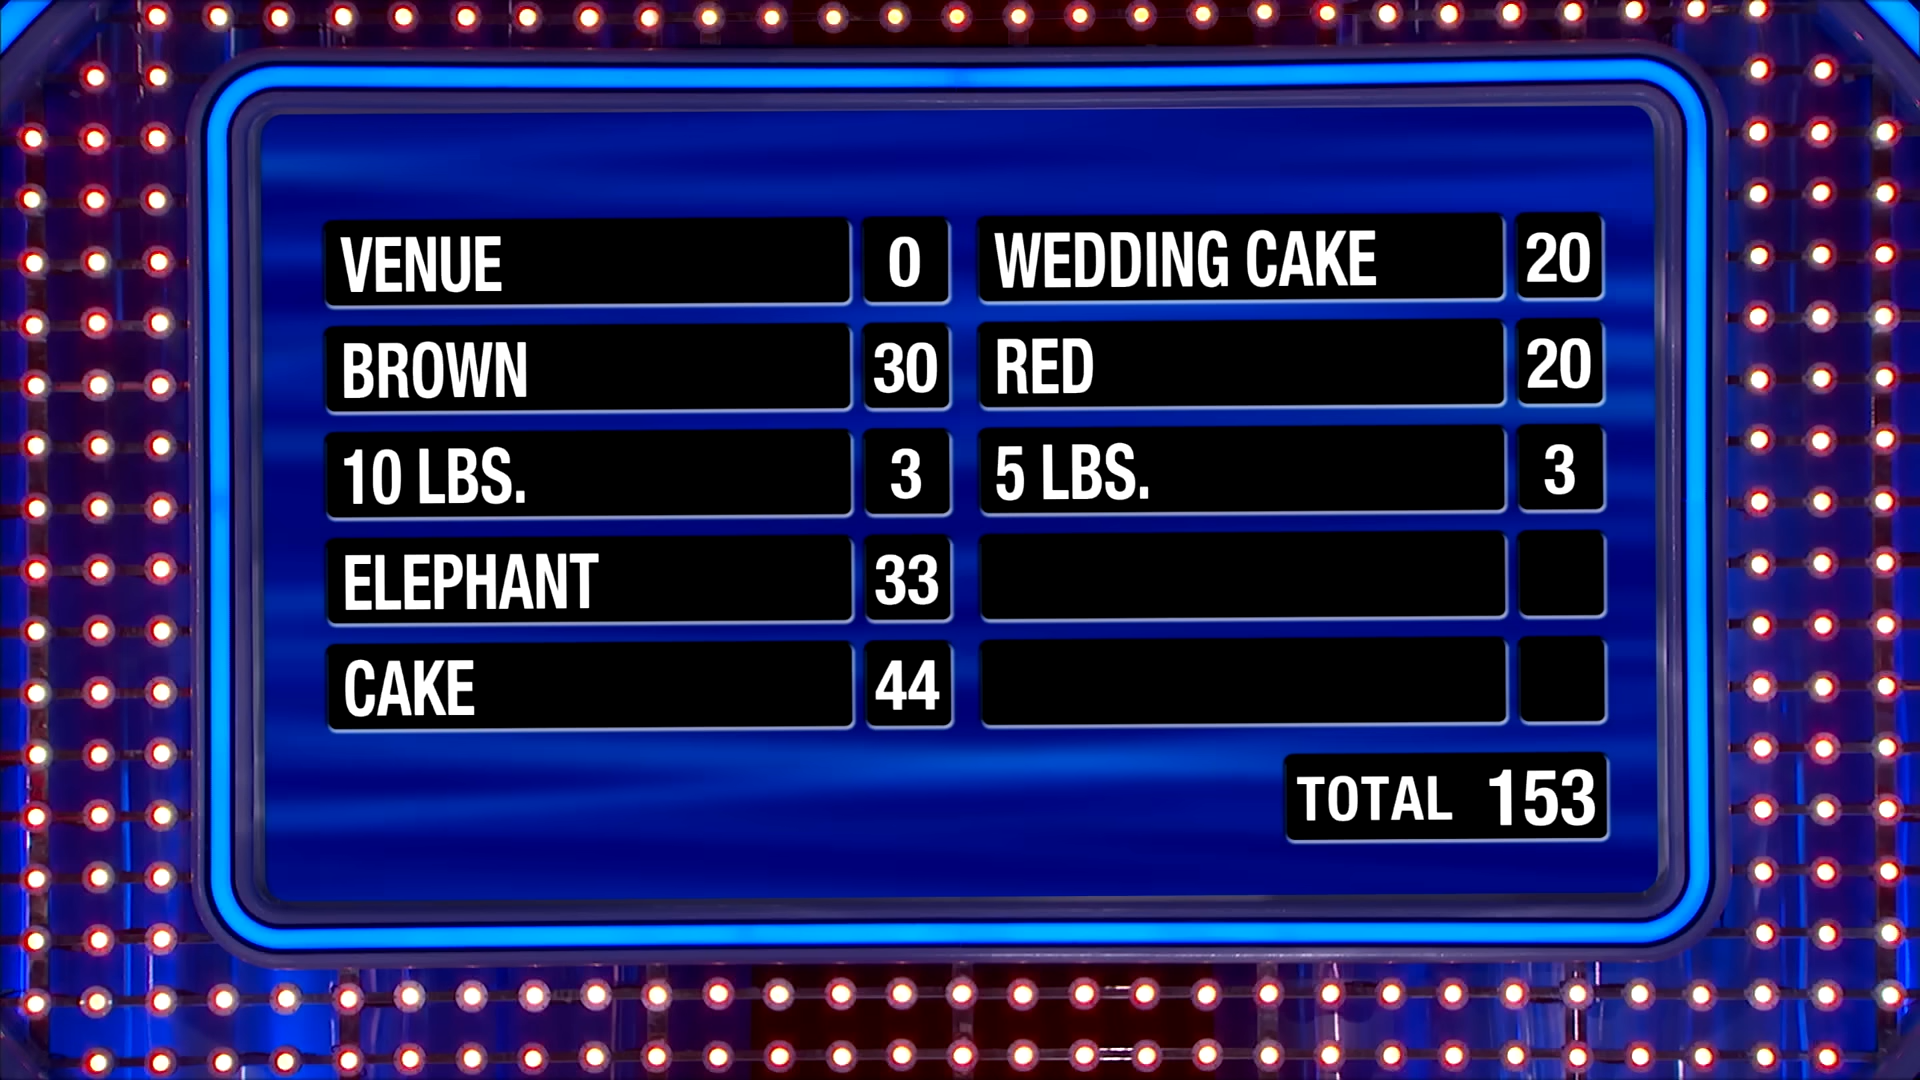 VENUE 0 WEDDING CAKE 20
BROWN 30 RED 20
10 LBS. 3 5 LBS. 3
ELEPHANT 33
CAKE 44
TOTAL 153